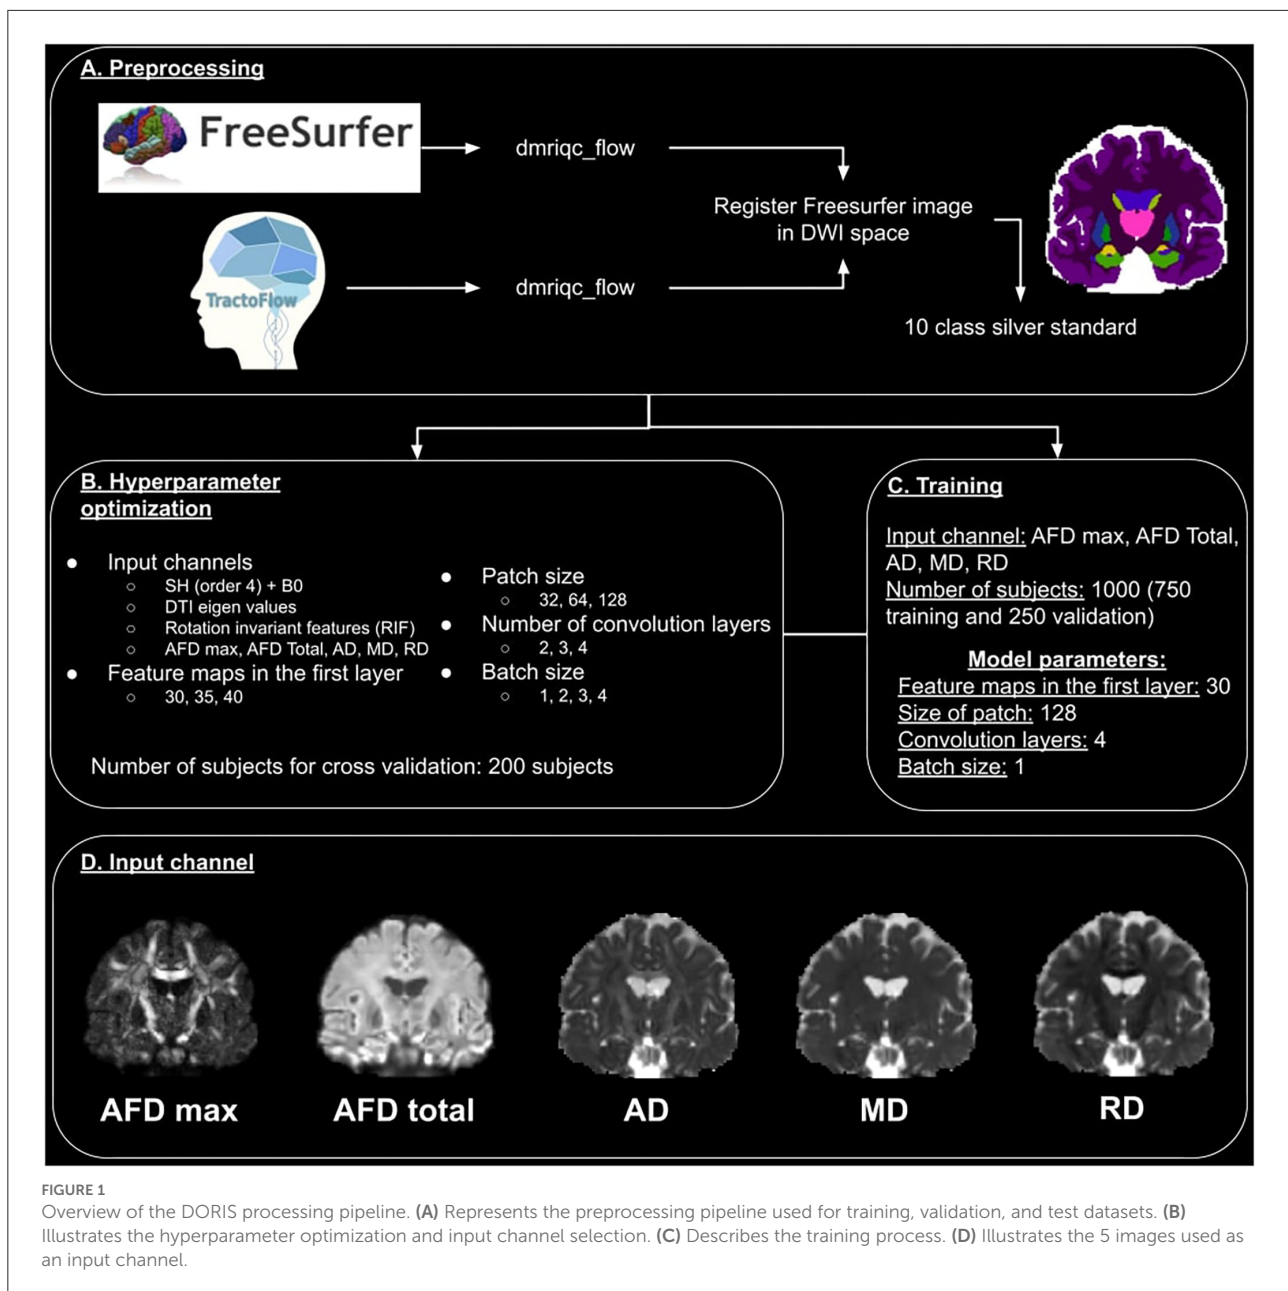 A. Preprocessing
FreeSurfer
dmriqc_flow
Register Freesurfer image
in DWI space
TractoFlow
dmriqc_flow
10 class silver standard
B. Hyperparameter
optimization
● Input channels
○ SH (order 4) + B0
○ DTI eigen values
○ Rotation invariant features (RIF)
○ AFD max, AFD Total, AD, MD, RD
● Feature maps in the first layer
○ 30, 35, 40
● Patch size
○ 32, 64, 128
● Number of convolution layers
○ 2, 3, 4
● Batch size
○ 1, 2, 3, 4
Number of subjects for cross validation: 200 subjects
C. Training
Input channel: AFD max, AFD Total,
AD, MD, RD
Number of subjects: 1000 (750
training and 250 validation)
Model parameters:
Feature maps in the first layer: 30
Size of patch: 128
Convolution layers: 4
Batch size: 1
D. Input channel
AFD max
AFD total
AD
MD
RD
FIGURE 1
Overview of the DORIS processing pipeline. (A) Represents the preprocessing pipeline used for training, validation, and test datasets. (B)
Illustrates the hyperparameter optimization and input channel selection. (C) Describes the training process. (D) Illustrates the 5 images used as
an input channel.